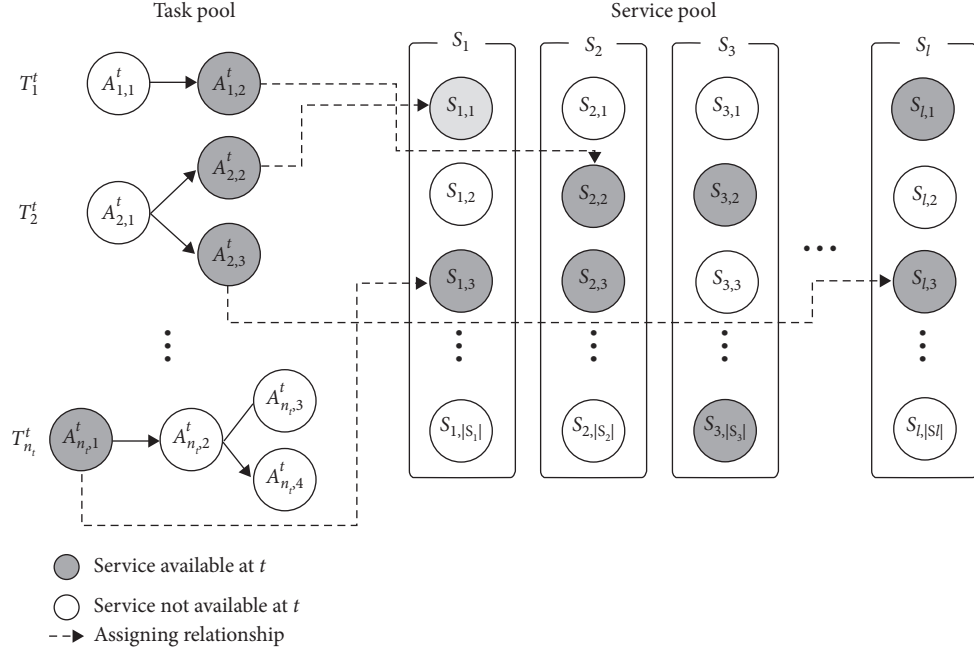 Task pool
Service pool
S_1 S_2 S_3 S_l
T_1^t A_{1,1}^t A_{1,2}^t S_{1,1} S_{2,1} S_{3,1} S_{l,1}
A_{2,2}^t S_{1,2} S_{2,2} S_{3,2} S_{l,2}
T_2^t A_{2,1}^t
A_{2,3}^t S_{1,3} S_{2,3} S_{3,3} S_{l,3}
A_{n_t,3}^t
T_{n_t}^t A_{n_t,1}^t A_{n_t,2}^t S_{1,|S_1|} S_{2,|S_2|} S_{3,|S_3|} S_{l,|Sl|}
A_{n_t,4}^t
Service available at t
Service not available at t
Assigning relationship